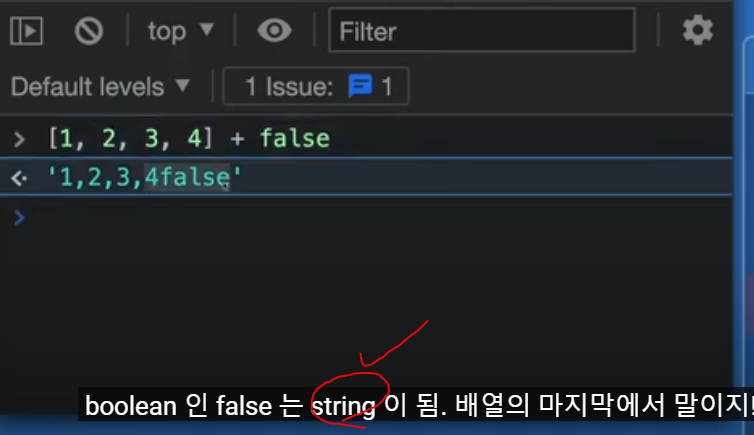 top ▼ Filter
Default levels ▼ 1 Issue: 1
> [1, 2, 3, 4] + false
<· '1,2,3,4false'
>
boolean 인 false 는 string 이 됨. 배열의 마지막에서 말이지!